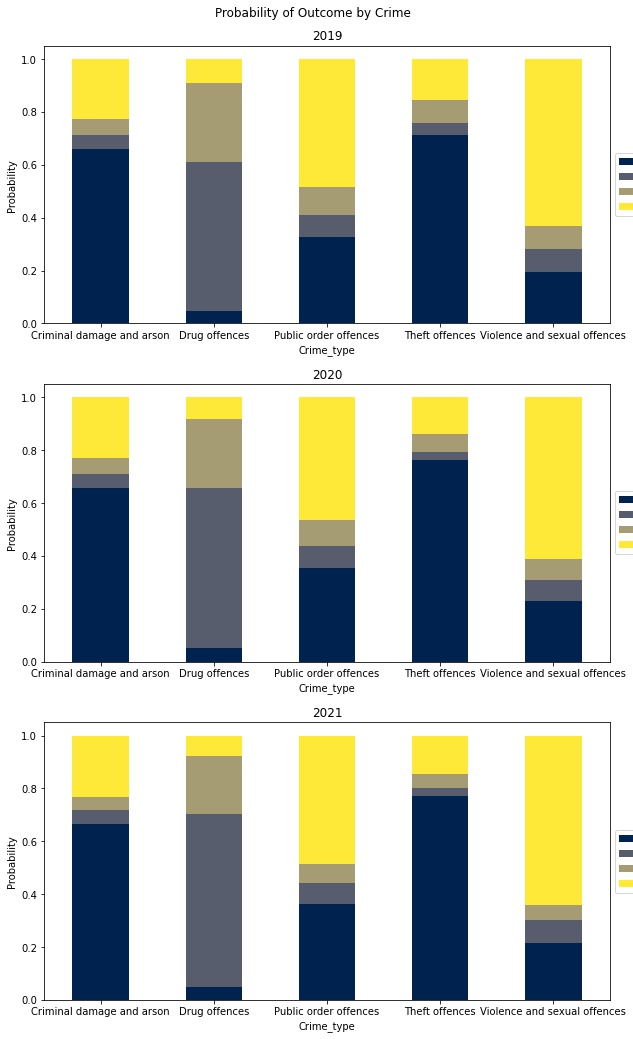 Probability of Outcome by Crime
2019
1.0
0.8
0.6
0.4
0.2
0.0
Probability
Criminal damage and arson Drug offences Public order offences Theft offences Violence and sexual offences
Crime_type
2020
1.0
0.8
0.6
0.4
0.2
0.0
Probability
Criminal damage and arson Drug offences Public order offences Theft offences Violence and sexual offences
Crime_type
2021
1.0
0.8
0.6
0.4
0.2
0.0
Probability
Criminal damage and arson Drug offences Public order offences Theft offences Violence and sexual offences
Crime_type